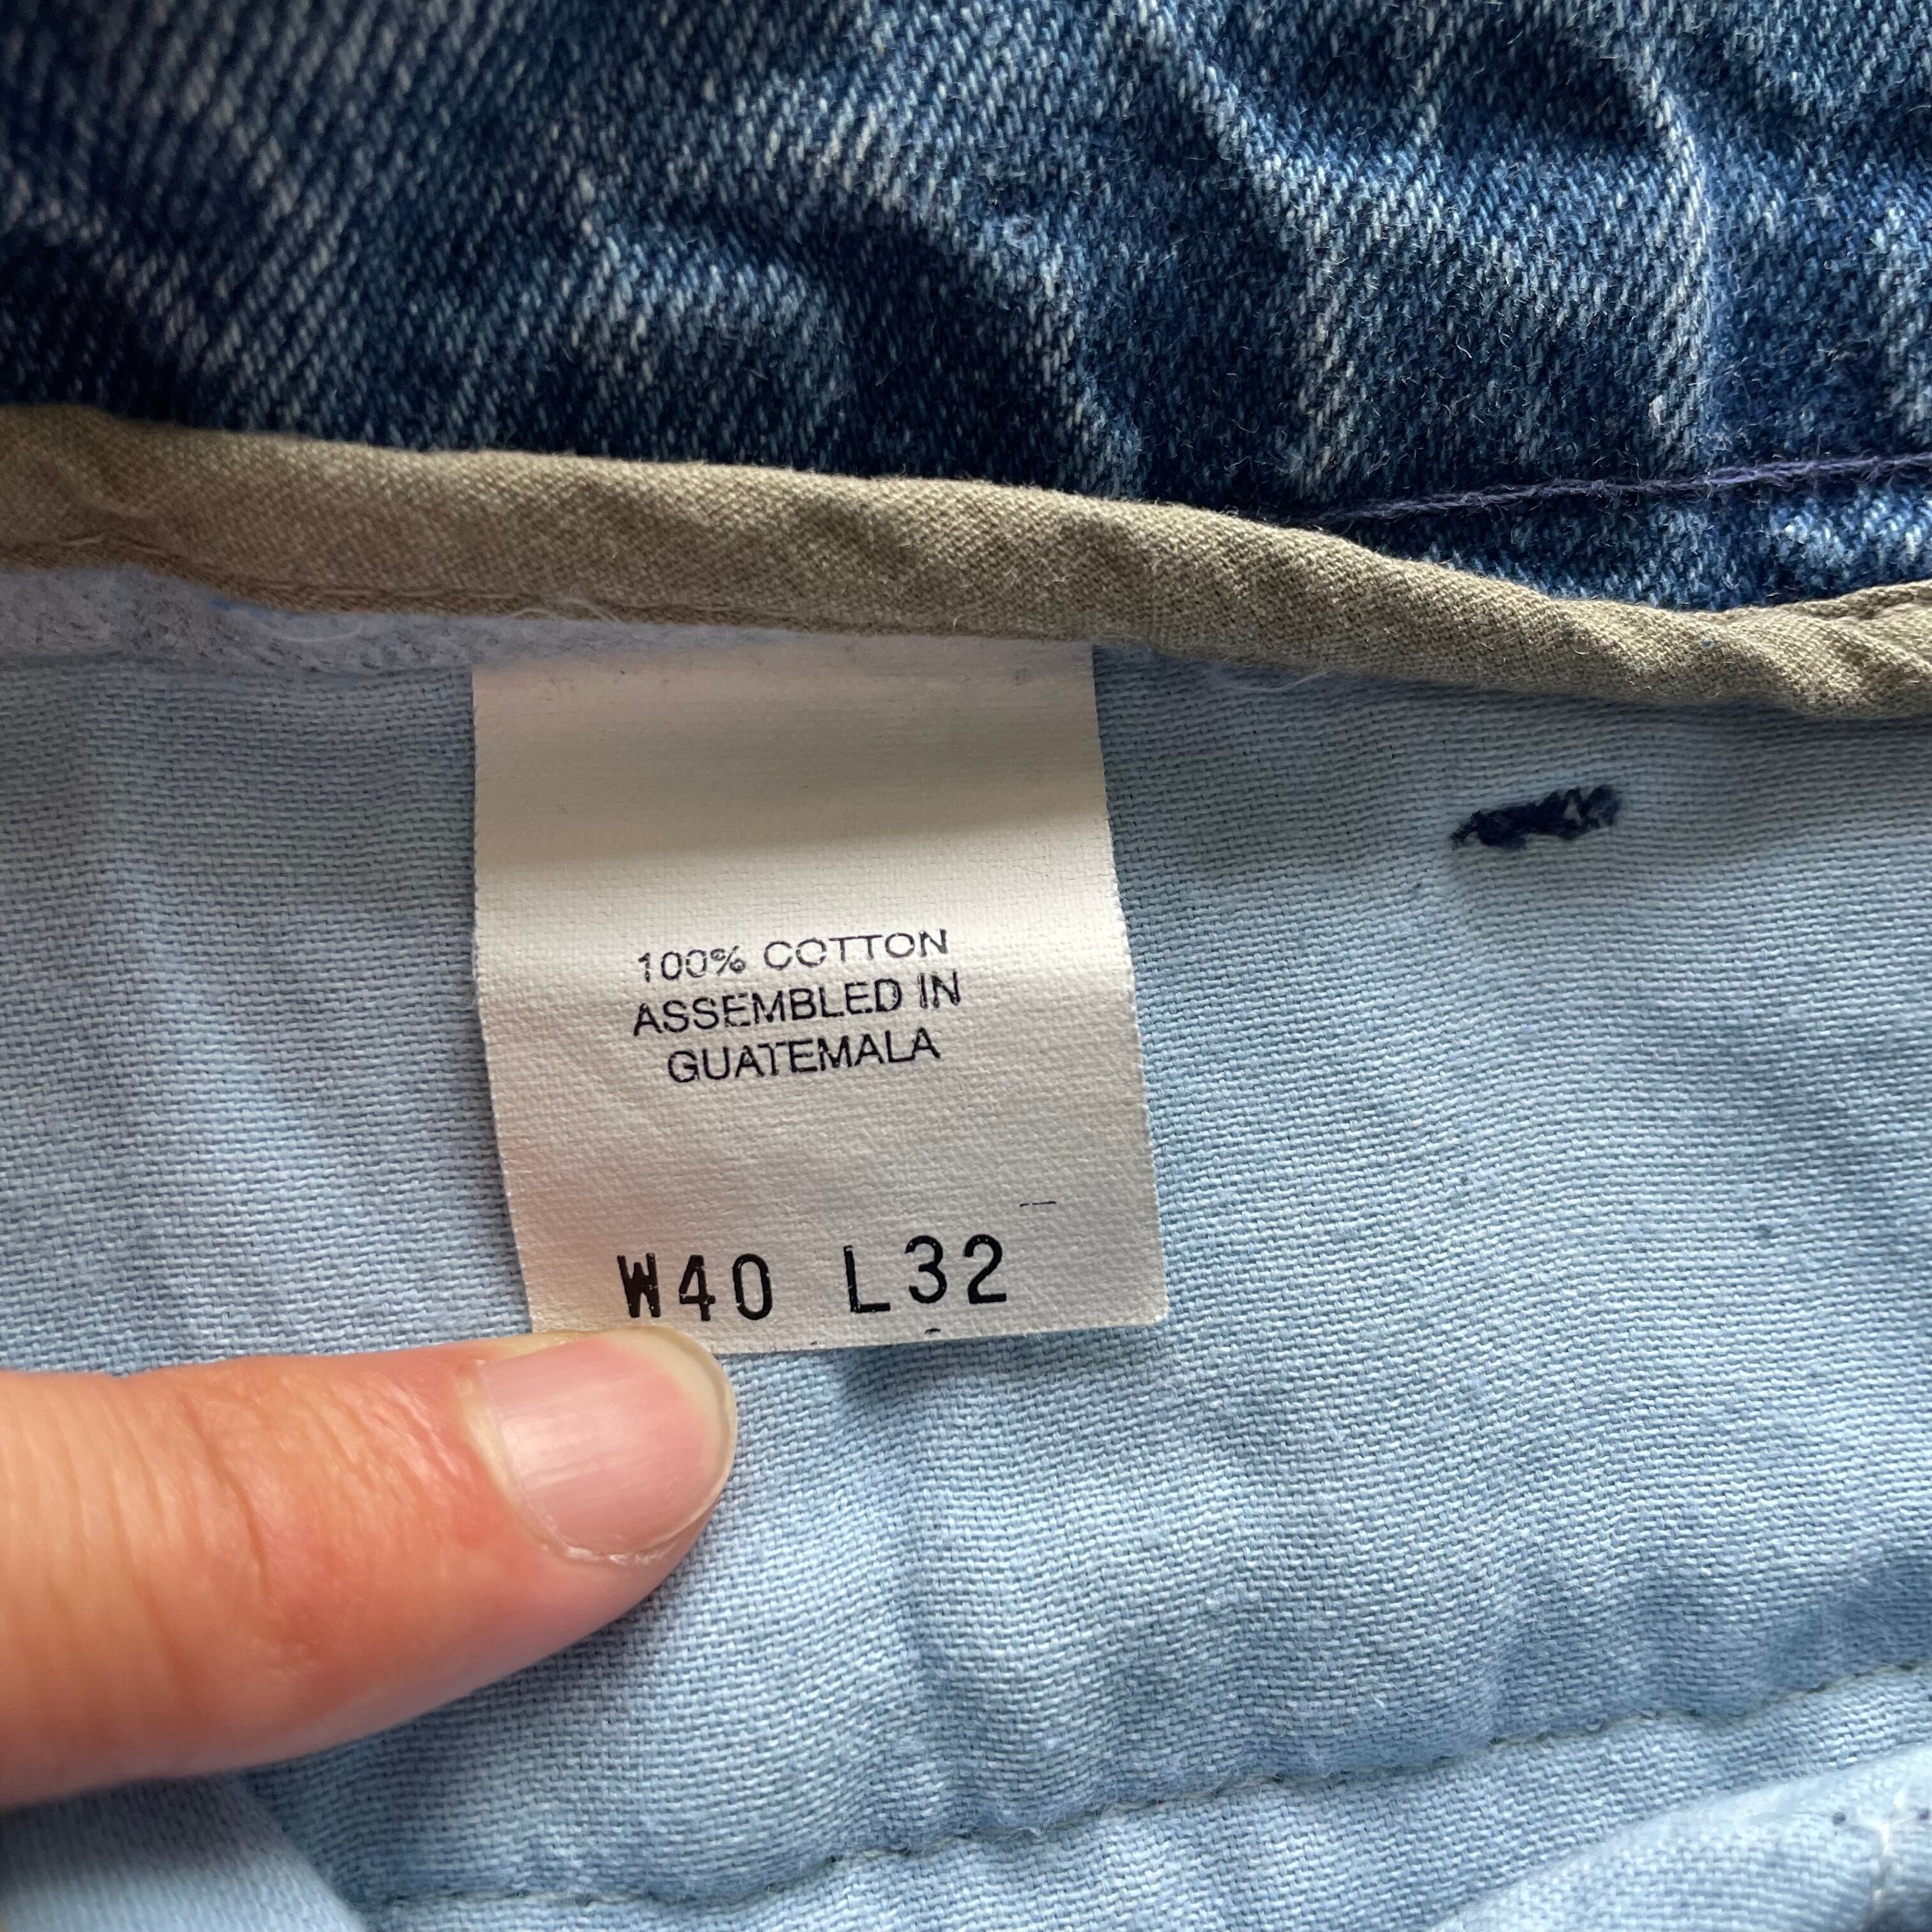 100% COTTON
ASSEMBLED IN
GUATEMALA
W40 L32